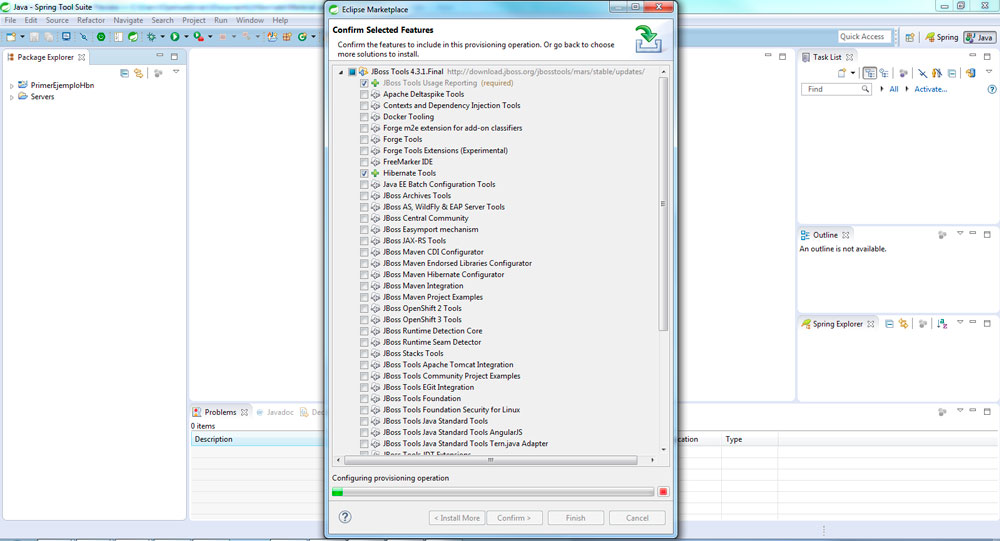 Java - Spring Tool Suite
File Edit Source Refactor Navigate Search Project Run Window Help
Quick Access
Spring
Java
Package Explorer
PrimerEjemploHbn
Servers
Eclipse Marketplace
Confirm Selected Features
Confirm the features to include in this provisioning operation. Or go back to choose
more solutions to install.
JBoss Tools 4.3.1.Final http://download.jboss.org/jbosstools/mars/stable/updates/
JBoss Tools Usage Reporting (required)
Apache Deltaspike Tools
Contexts and Dependency Injection Tools
Docker Tooling
Forge m2e extension for add-on classifiers
Forge Tools
Forge Tools Extensions (Experimental)
FreeMarker IDE
Hibernate Tools
Java EE Batch Configuration Tools
JBoss Archives Tools
JBoss AS, WildFly & EAP Server Tools
JBoss Central Community
JBoss Easymport mechanism
JBoss JAX-RS Tools
JBoss Maven CDI Configurator
JBoss Maven Endorsed Libraries Configurator
JBoss Maven Hibernate Configurator
JBoss Maven Integration
JBoss Maven Project Examples
JBoss OpenShift 2 Tools
JBoss OpenShift 3 Tools
JBoss Runtime Detection Core
JBoss Runtime Seam Detector
JBoss Stacks Tools
JBoss Tools Apache Tomcat Integration
JBoss Tools Community Project Examples
JBoss Tools EGit Integration
JBoss Tools Foundation
JBoss Tools Foundation Security for Linux
JBoss Tools Java Standard Tools
JBoss Tools Java Standard Tools AngularJS
JBoss Tools Java Standard Tools Tern.java Adapter
JBoss Tools JDT Extensions
Configuring provisioning operation
< Install More
Confirm >
Finish
Cancel
Task List
Find
All
Activate...
Outline
An outline is not available.
Spring Explorer
Problems
Javadoc
Dec
0 items
Description
cation
Type